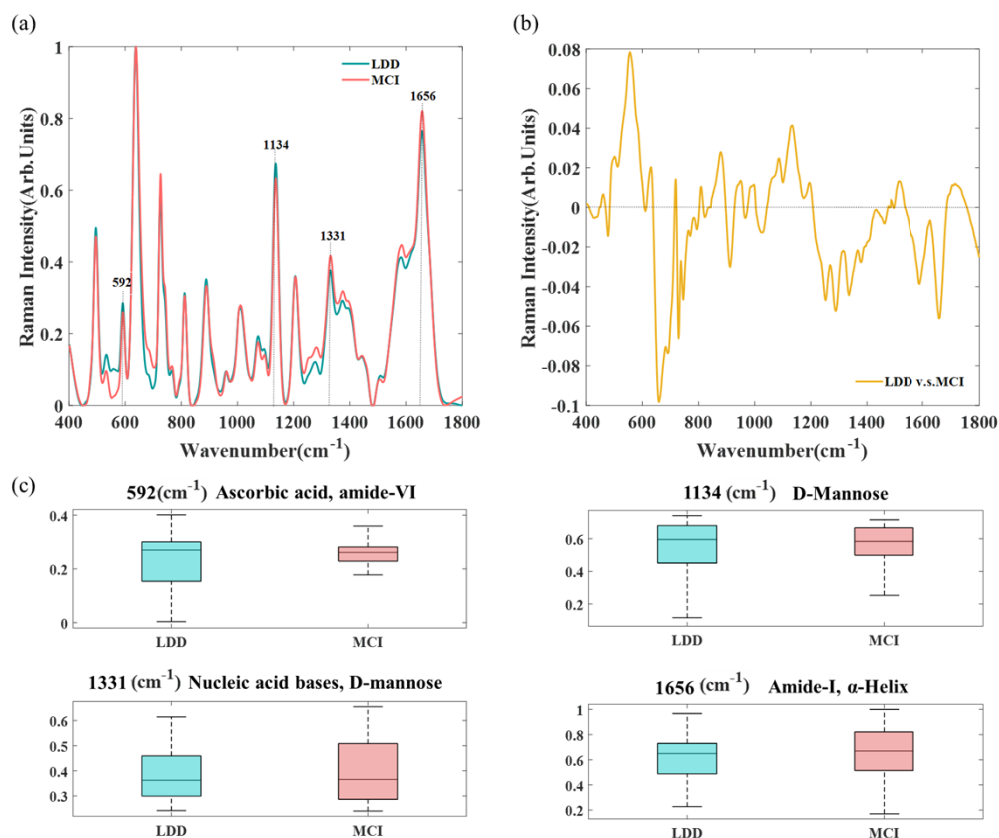 (a)
Raman Intensity(Arb.Units)
1
0.8
0.6
0.4
0.2
0
LDD
MCI
592
1134
1331
1656
400 600 800 1000 1200 1400 1600 1800
Wavenumber(cm-1)
(b)
Raman Intensity(Arb.Units)
0.08
0.06
0.04
0.02
0
-0.02
-0.04
-0.06
-0.08
-0.1
LDD v.s.MCI
400 600 800 1000 1200 1400 1600 1800
Wavenumber(cm-1)
(c)
592(cm-1) Ascorbic acid, amide-VI
0.4
0.2
0
LDD MCI
1134 (cm-1) D-Mannose
0.6
0.4
0.2
LDD MCI
1331 (cm-1) Nucleic acid bases, D-mannose
0.6
0.5
0.4
0.3
LDD MCI
1656 (cm-1) Amide-I, α-Helix
1
0.8
0.6
0.4
0.2
LDD MCI